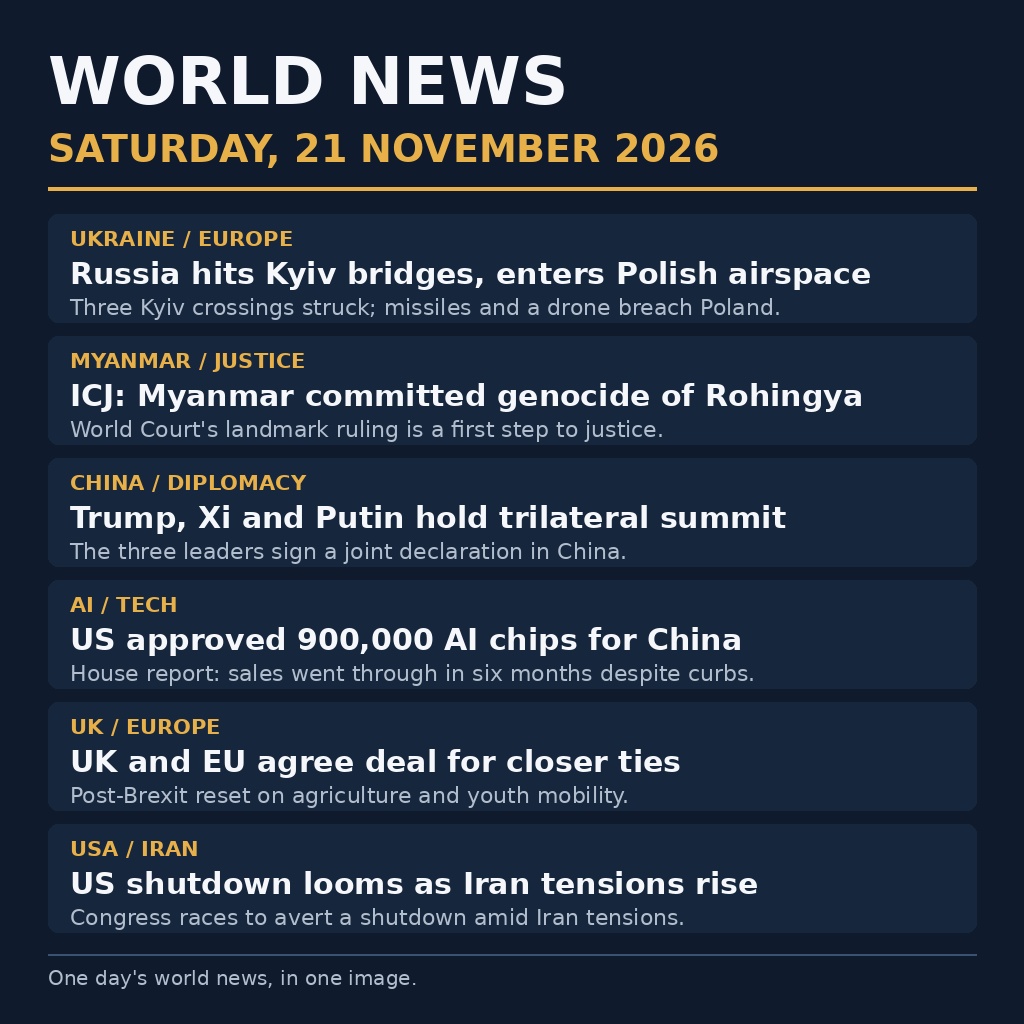 WORLD NEWS
SATURDAY, 21 NOVEMBER 2026
UKRAINE / EUROPE
Russia hits Kyiv bridges, enters Polish airspace
Three Kyiv crossings struck; missiles and a drone breach Poland.
MYANMAR / JUSTICE
ICJ: Myanmar committed genocide of Rohingya
World Court's landmark ruling is a first step to justice.
CHINA / DIPLOMACY
Trump, Xi and Putin hold trilateral summit
The three leaders sign a joint declaration in China.
AI / TECH
US approved 900,000 AI chips for China
House report: sales went through in six months despite curbs.
UK / EUROPE
UK and EU agree deal for closer ties
Post-Brexit reset on agriculture and youth mobility.
USA / IRAN
US shutdown looms as Iran tensions rise
Congress races to avert a shutdown amid Iran tensions.
One day's world news, in one image.